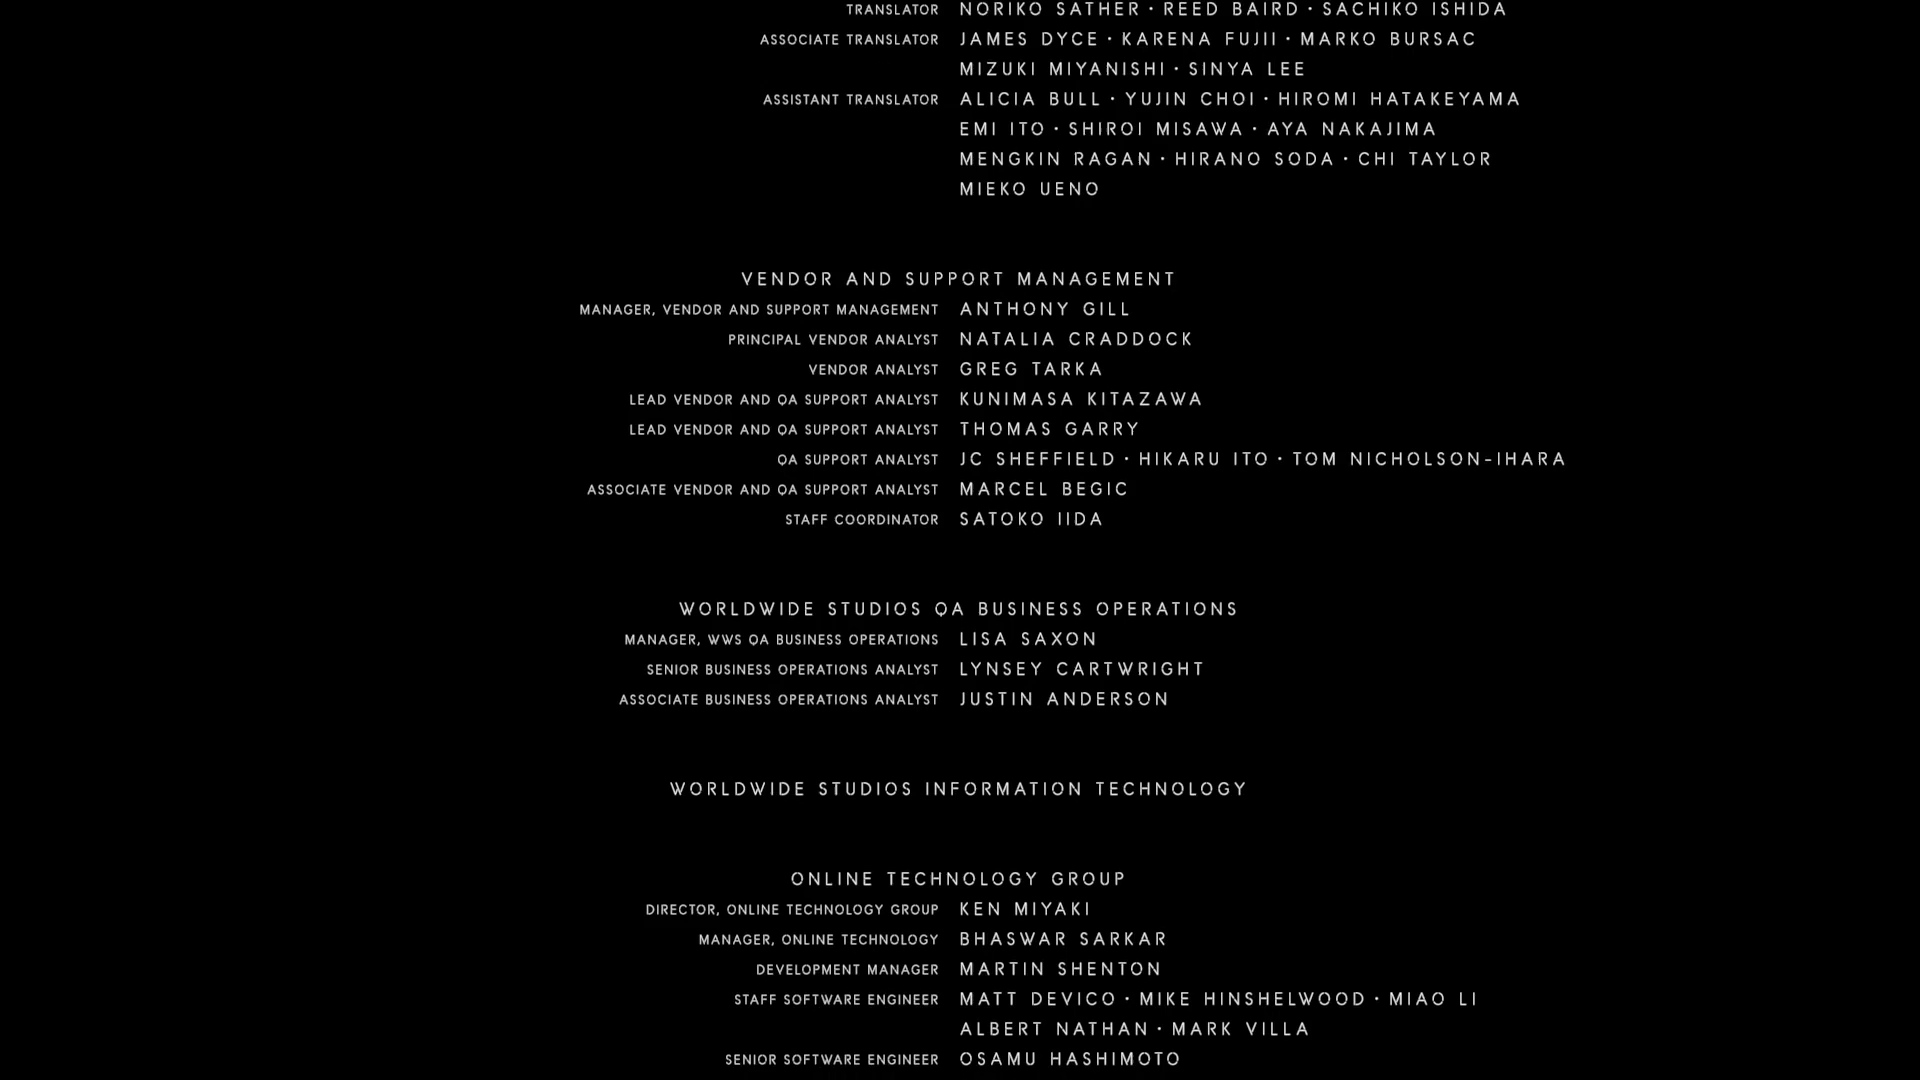 TRANSLATOR NORIKO SATHER · REED BAIRD · SACHIKO ISHIDA
ASSOCIATE TRANSLATOR JAMES DYCE · KARENA FUJII · MARKO BURSAC
MIZUKI MIYANISHI · SINYA LEE
ASSISTANT TRANSLATOR ALICIA BULL · YUJIN CHOI · HIROMI HATAKEYAMA
EMI ITO · SHIROI MISAWA · AYA NAKAJIMA
MENGKIN RAGAN · HIRANO SODA · CHI TAYLOR
MIEKO UENO
VENDOR AND SUPPORT MANAGEMENT
MANAGER, VENDOR AND SUPPORT MANAGEMENT ANTHONY GILL
PRINCIPAL VENDOR ANALYST NATALIA CRADDOCK
VENDOR ANALYST GREG TARKA
LEAD VENDOR AND QA SUPPORT ANALYST KUNIMASA KITAZAWA
LEAD VENDOR AND QA SUPPORT ANALYST THOMAS GARRY
QA SUPPORT ANALYST JC SHEFFIELD · HIKARU ITO · TOM NICHOLSON-IHARA
ASSOCIATE VENDOR AND QA SUPPORT ANALYST MARCEL BEGIC
STAFF COORDINATOR SATOKO IIDA
WORLDWIDE STUDIOS QA BUSINESS OPERATIONS
MANAGER, WWS QA BUSINESS OPERATIONS LISA SAXON
SENIOR BUSINESS OPERATIONS ANALYST LYNSEY CARTWRIGHT
ASSOCIATE BUSINESS OPERATIONS ANALYST JUSTIN ANDERSON
WORLDWIDE STUDIOS INFORMATION TECHNOLOGY
ONLINE TECHNOLOGY GROUP
DIRECTOR, ONLINE TECHNOLOGY GROUP KEN MIYAKI
MANAGER, ONLINE TECHNOLOGY BHASWAR SARKAR
DEVELOPMENT MANAGER MARTIN SHENTON
STAFF SOFTWARE ENGINEER MATT DEVICO · MIKE HINSHELWOOD · MIAO LI
ALBERT NATHAN · MARK VILLA
SENIOR SOFTWARE ENGINEER OSAMU HASHIMOTO